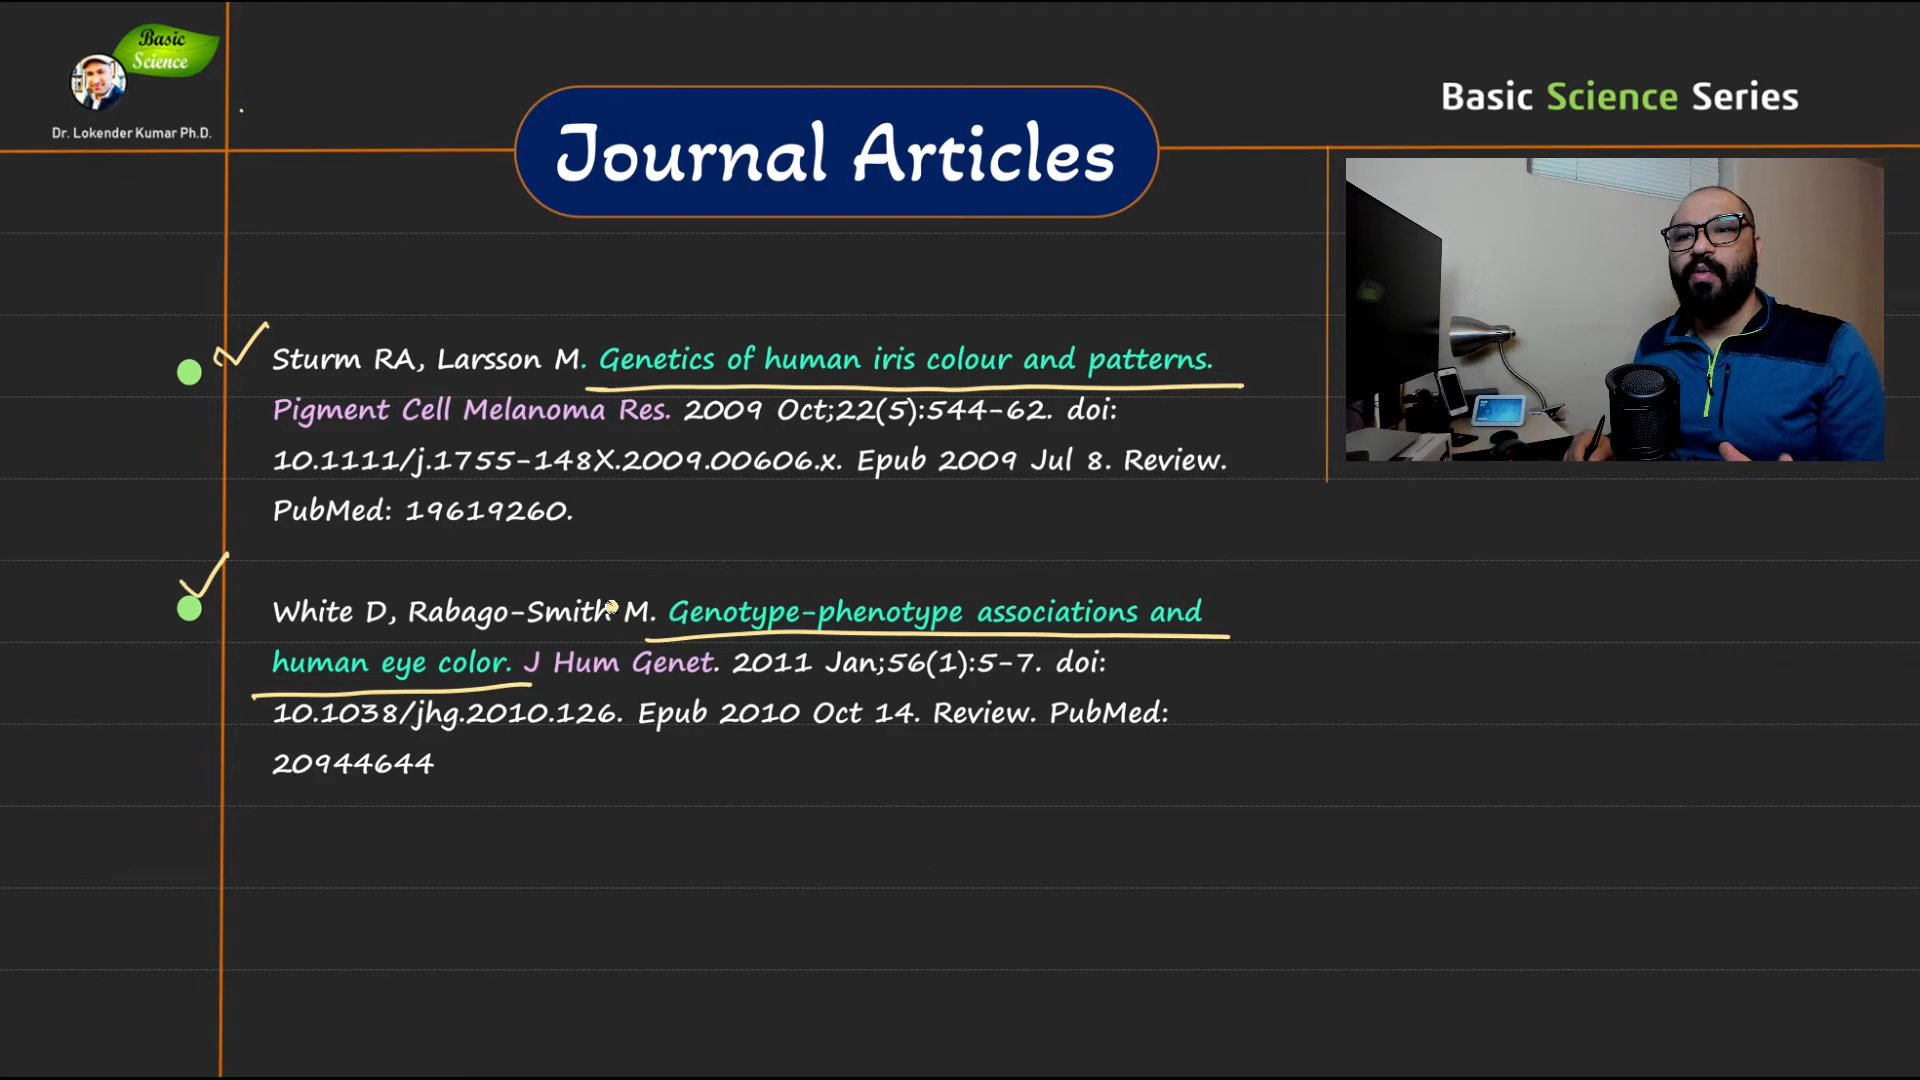 Basic
Science
Dr. Lokender Kumar Ph.D.
Journal Articles
Basic Science Series
Sturm RA, Larsson M. Genetics of human iris colour and patterns.
Pigment Cell Melanoma Res. 2009 Oct;22(5):544-62. doi:
10.1111/j.1755-148X.2009.00606.x. Epub 2009 Jul 8. Review.
PubMed: 19619260.
White D, Rabago-Smith M. Genotype-phenotype associations and
human eye color. J Hum Genet. 2011 Jan;56(1):5-7. doi:
10.1038/jhg.2010.126. Epub 2010 Oct 14. Review. PubMed:
20944644